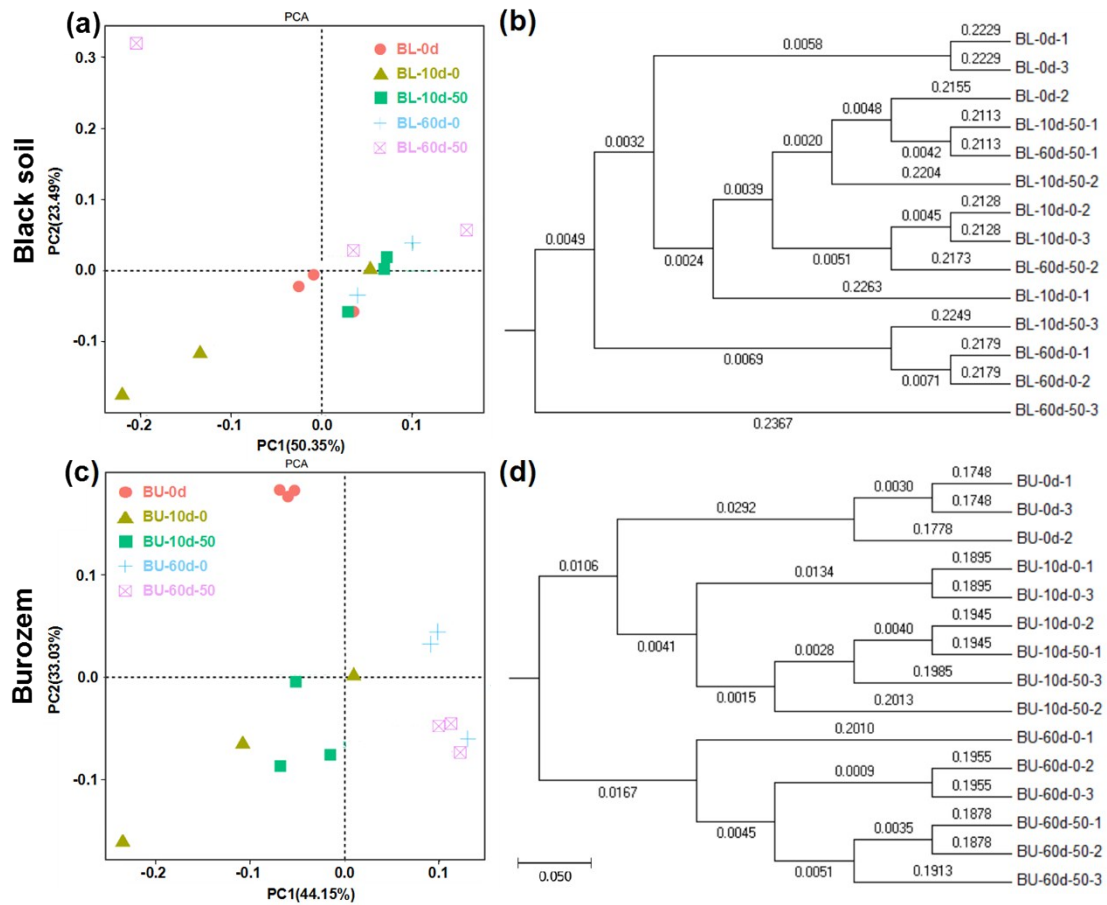 (a)
PCA
BL-0d
BL-10d-0
BL-10d-50
BL-60d-0
BL-60d-50
0.3
0.2
0.1
0.0
-0.1
-0.2
-0.1
0.0
0.1
PC1(50.35%)
PC2(23.49%)
Black soil
(b)
0.0058
0.2229
BL-0d-1
0.2229
BL-0d-3
0.2155
BL-0d-2
0.0048
0.2113
BL-10d-50-1
0.0032
0.0020
0.0042
0.2113
BL-60d-50-1
0.2204
BL-10d-50-2
0.0039
0.2128
BL-10d-0-2
0.0045
0.2128
BL-10d-0-3
0.0049
0.0024
0.0051
0.2173
BL-60d-50-2
0.2263
BL-10d-0-1
0.2249
BL-10d-50-3
0.0069
0.2179
BL-60d-0-1
0.0071
0.2179
BL-60d-0-2
0.2367
BL-60d-50-3
(c)
PCA
BU-0d
BU-10d-0
BU-10d-50
BU-60d-0
BU-60d-50
0.1
0.0
-0.1
-0.2
-0.1
0.0
0.1
PC1(44.15%)
PC2(33.03%)
Burozem
(d)
0.1748
BU-0d-1
0.0030
0.1748
BU-0d-3
0.0292
0.1778
BU-0d-2
0.0106
0.1895
BU-10d-0-1
0.0134
0.1895
BU-10d-0-3
0.1945
BU-10d-0-2
0.0041
0.0040
0.1945
BU-10d-50-1
0.0028
0.1985
BU-10d-50-3
0.0015
0.2013
BU-10d-50-2
0.2010
BU-60d-0-1
0.1955
BU-60d-0-2
0.0167
0.0009
0.1955
BU-60d-0-3
0.1878
BU-60d-50-1
0.0045
0.0035
0.1878
BU-60d-50-2
0.0051
0.1913
BU-60d-50-3
0.050